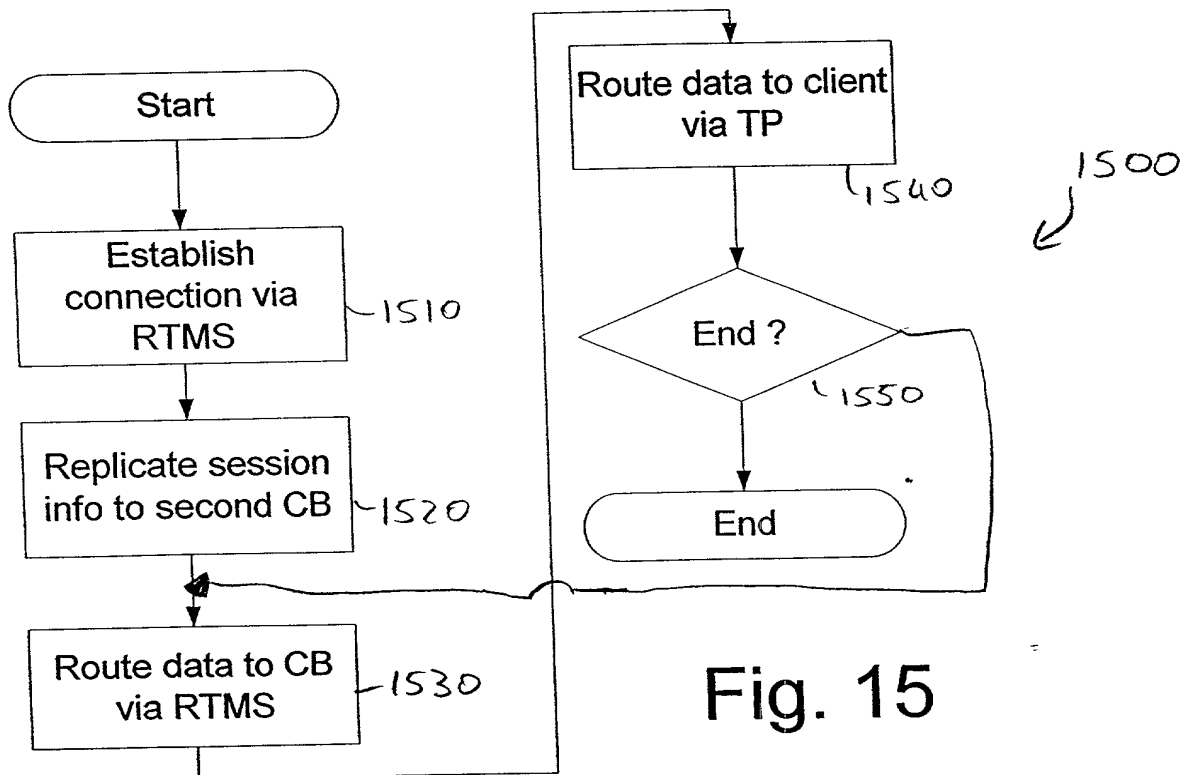 Start
Establish
connection via
RTMS
1510
Replicate session
info to second CB
1520
Route data to CB
via RTMS
1530
Route data to client
via TP
1540
End ?
1550
End
1500
Fig. 15